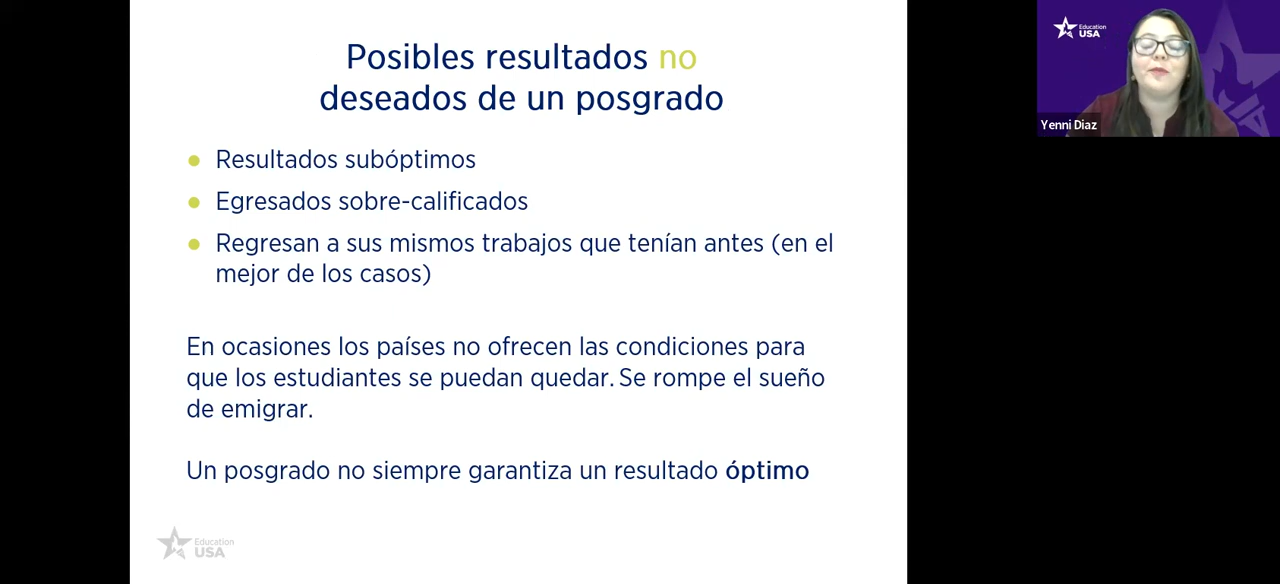 Posibles resultados no
deseados de un posgrado
Resultados subóptimos
Egresados sobre-calificados
Regresan a sus mismos trabajos que tenían antes (en el
mejor de los casos)
En ocasiones los países no ofrecen las condiciones para
que los estudiantes se puedan quedar. Se rompe el sueño
de emigrar.
Un posgrado no siempre garantiza un resultado óptimo
Education
USA
Education
USA
Yenni Diaz